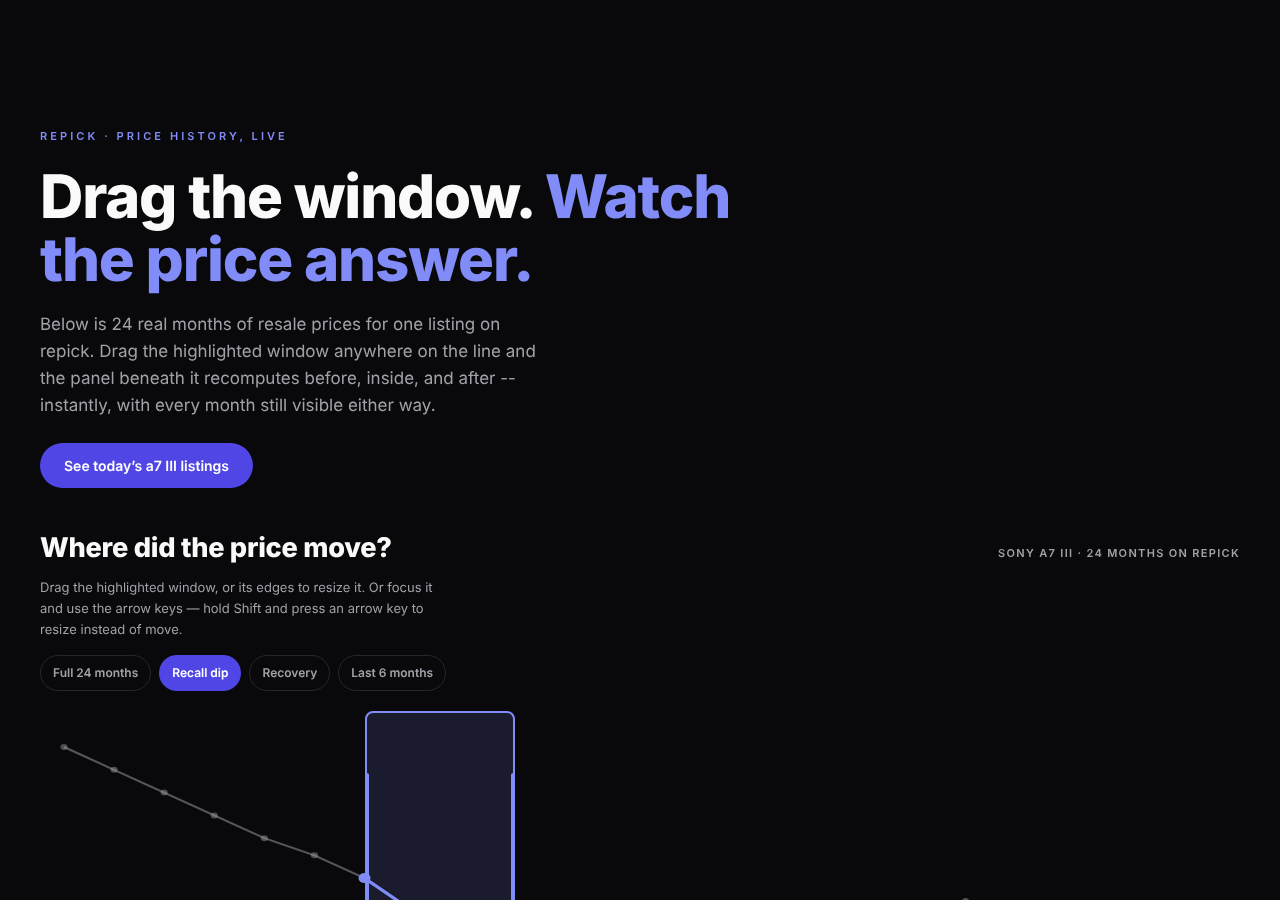 REPICK · PRICE HISTORY, LIVE
Drag the window. Watch
the price answer.
Below is 24 real months of resale prices for one listing on
repick. Drag the highlighted window anywhere on the line and
the panel beneath it recomputes before, inside, and after --
instantly, with every month still visible either way.
See today’s a7 III listings
Where did the price move?
SONY A7 III · 24 MONTHS ON REPICK
Drag the highlighted window, or its edges to resize it. Or focus it
and use the arrow keys — hold Shift and press an arrow key to
resize instead of move.
Full 24 months
Recall dip
Recovery
Last 6 months